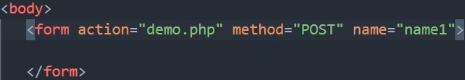 <body>
<form action="demo.php" method="POST" name="name1">
</form>